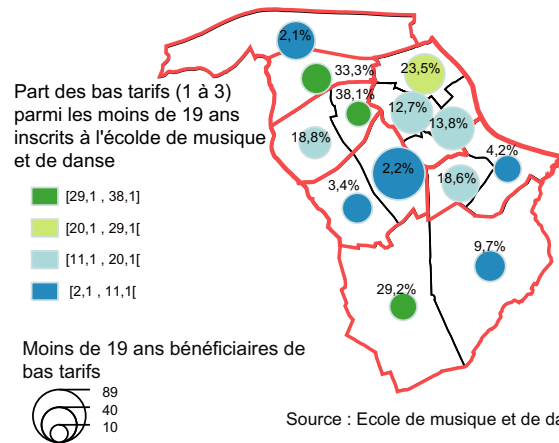 2,1%
33,3%
23,5%
38,1%
12,7%
13,8%
18,8%
4,2%
2,2%
18,6%
3,4%
9,7%
29,2%
Part des bas tarifs (1 à 3)
parmi les moins de 19 ans
inscrits à l'écolde de musique
et de danse
[29,1 , 38,1]
[20,1 , 29,1[
[11,1 , 20,1[
[2,1 , 11,1[
Moins de 19 ans bénéficiaires de
bas tarifs
89
40
10
Source : Ecole de musique et de da